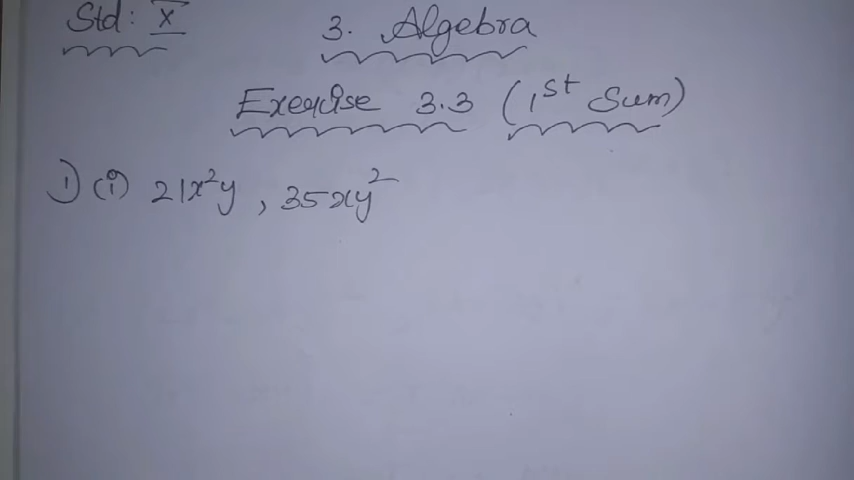 Std: X 3. Algebra
Exercise 3.3 (1st Sum)
1) (i) 21x²y , 35xy²